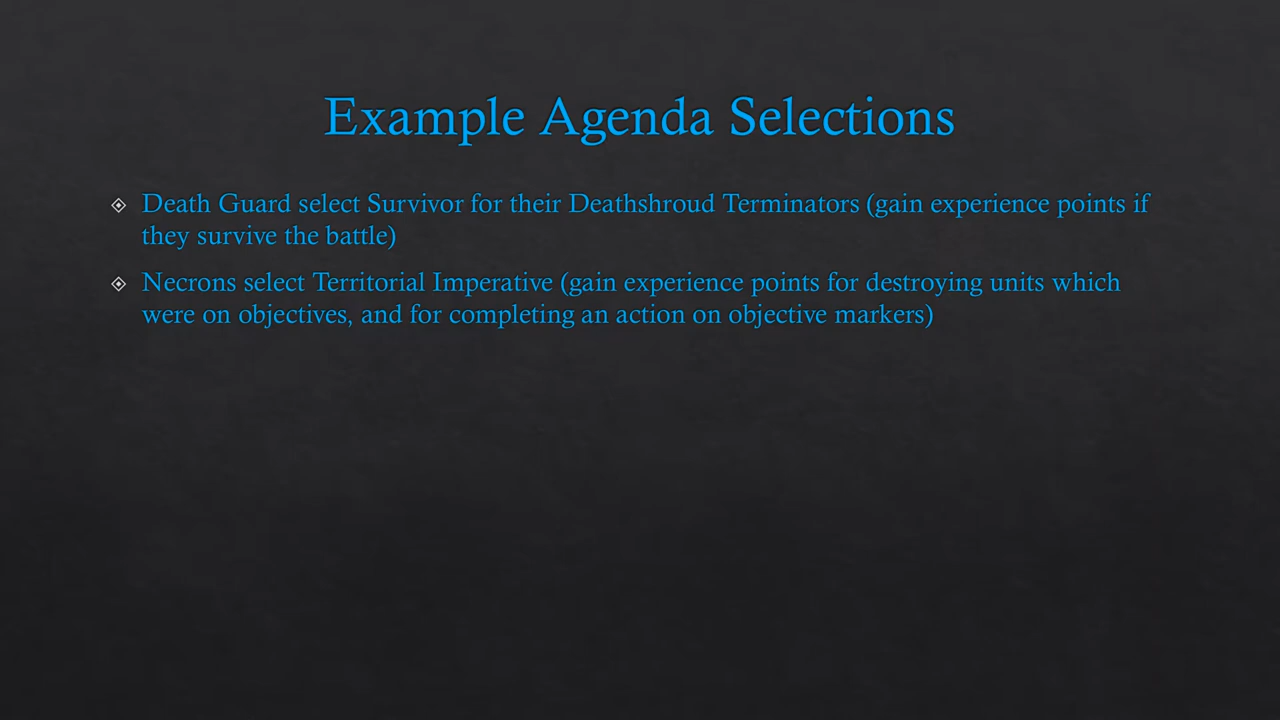 Example Agenda Selections
Death Guard select Survivor for their Deathshroud Terminators (gain experience points if
they survive the battle)
Necrons select Territorial Imperative (gain experience points for destroying units which
were on objectives, and for completing an action on objective markers)